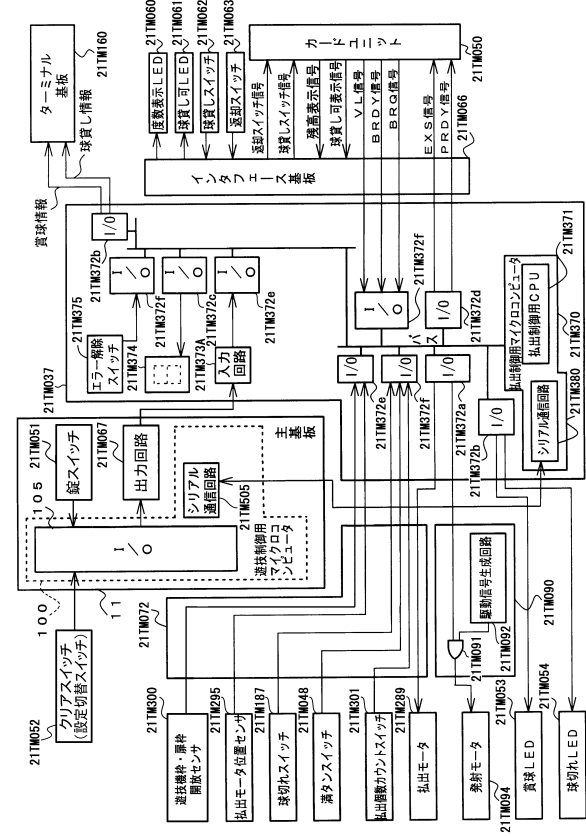 ターミナル
基板
21TM160
球貸し情報
賞球情報
度数表示LED
21TM060
球貸し可LED
21TM061
球貸しスイッチ
21TM062
返却スイッチ
21TM063
返却スイッチ信号
球貸しスイッチ信号
残高表示信号
球貸し可表示信号
VL信号
BRDY信号
BRQ信号
EXS信号
PRDY信号
カードユニット
21TM050
インタフェース基板
21TM066
I/O
21TM372b
21TM037
21TM375
エラー解除
スイッチ
I/O
21TM372f
21TM374
I/O
21TM372c
21TM373A
入力
回路
I/O
21TM372e
I/O
21TM372f
バス
I/O
21TM372d
I/O
21TM372e
I/O
21TM372f
I/O
21TM372a
I/O
21TM372b
払出制御用マイクロコンピュータ
払出制御用CPU
21TM371
21TM370
シリアル通信回路
21TM380
主基板
21TM051
錠スイッチ
21TM067
出力回路
シリアル
通信回路
21TM505
遊技制御用
マイクロコ
ンピュータ
105
I/O
100
11
クリアスイッチ
(設定切替スイッチ)
21TM052
21TM072
21TM300
遊技機枠・扉枠
開放センサ
21TM295
払出モータ位置センサ
21TM187
球切れスイッチ
21TM048
満タンスイッチ
21TM301
払出個数カウントスイッチ
21TM289
払出モータ
駆動信号生成回路
21TM092
21TM091
21TM090
発射モータ
21TM094
21TM053
賞球LED
21TM054
球切れLED